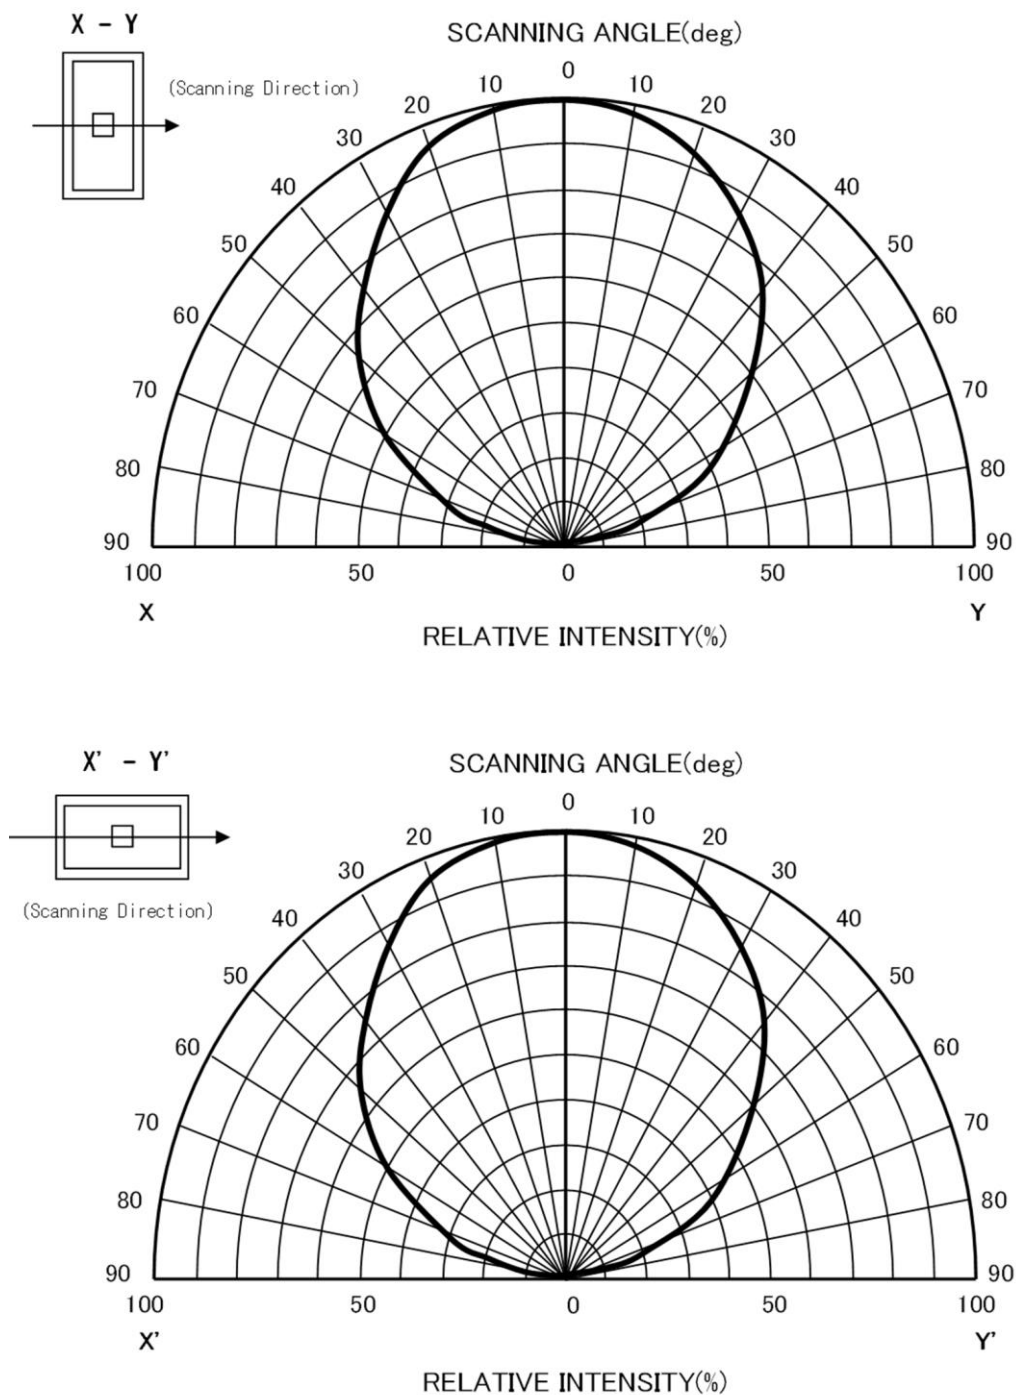 X - Y
SCANNING ANGLE(deg)
(Scanning Direction)
0
10 10
20 20
30 30
40 40
50 50
60 60
70 70
80 80
90 90
100 50 0 50 100
X Y
RELATIVE INTENSITY(%)
X' - Y'
SCANNING ANGLE(deg)
0
10 10
20 20
30 30
(Scanning Direction)
40 40
50 50
60 60
70 70
80 80
90 90
100 50 0 50 100
X' Y'
RELATIVE INTENSITY(%)